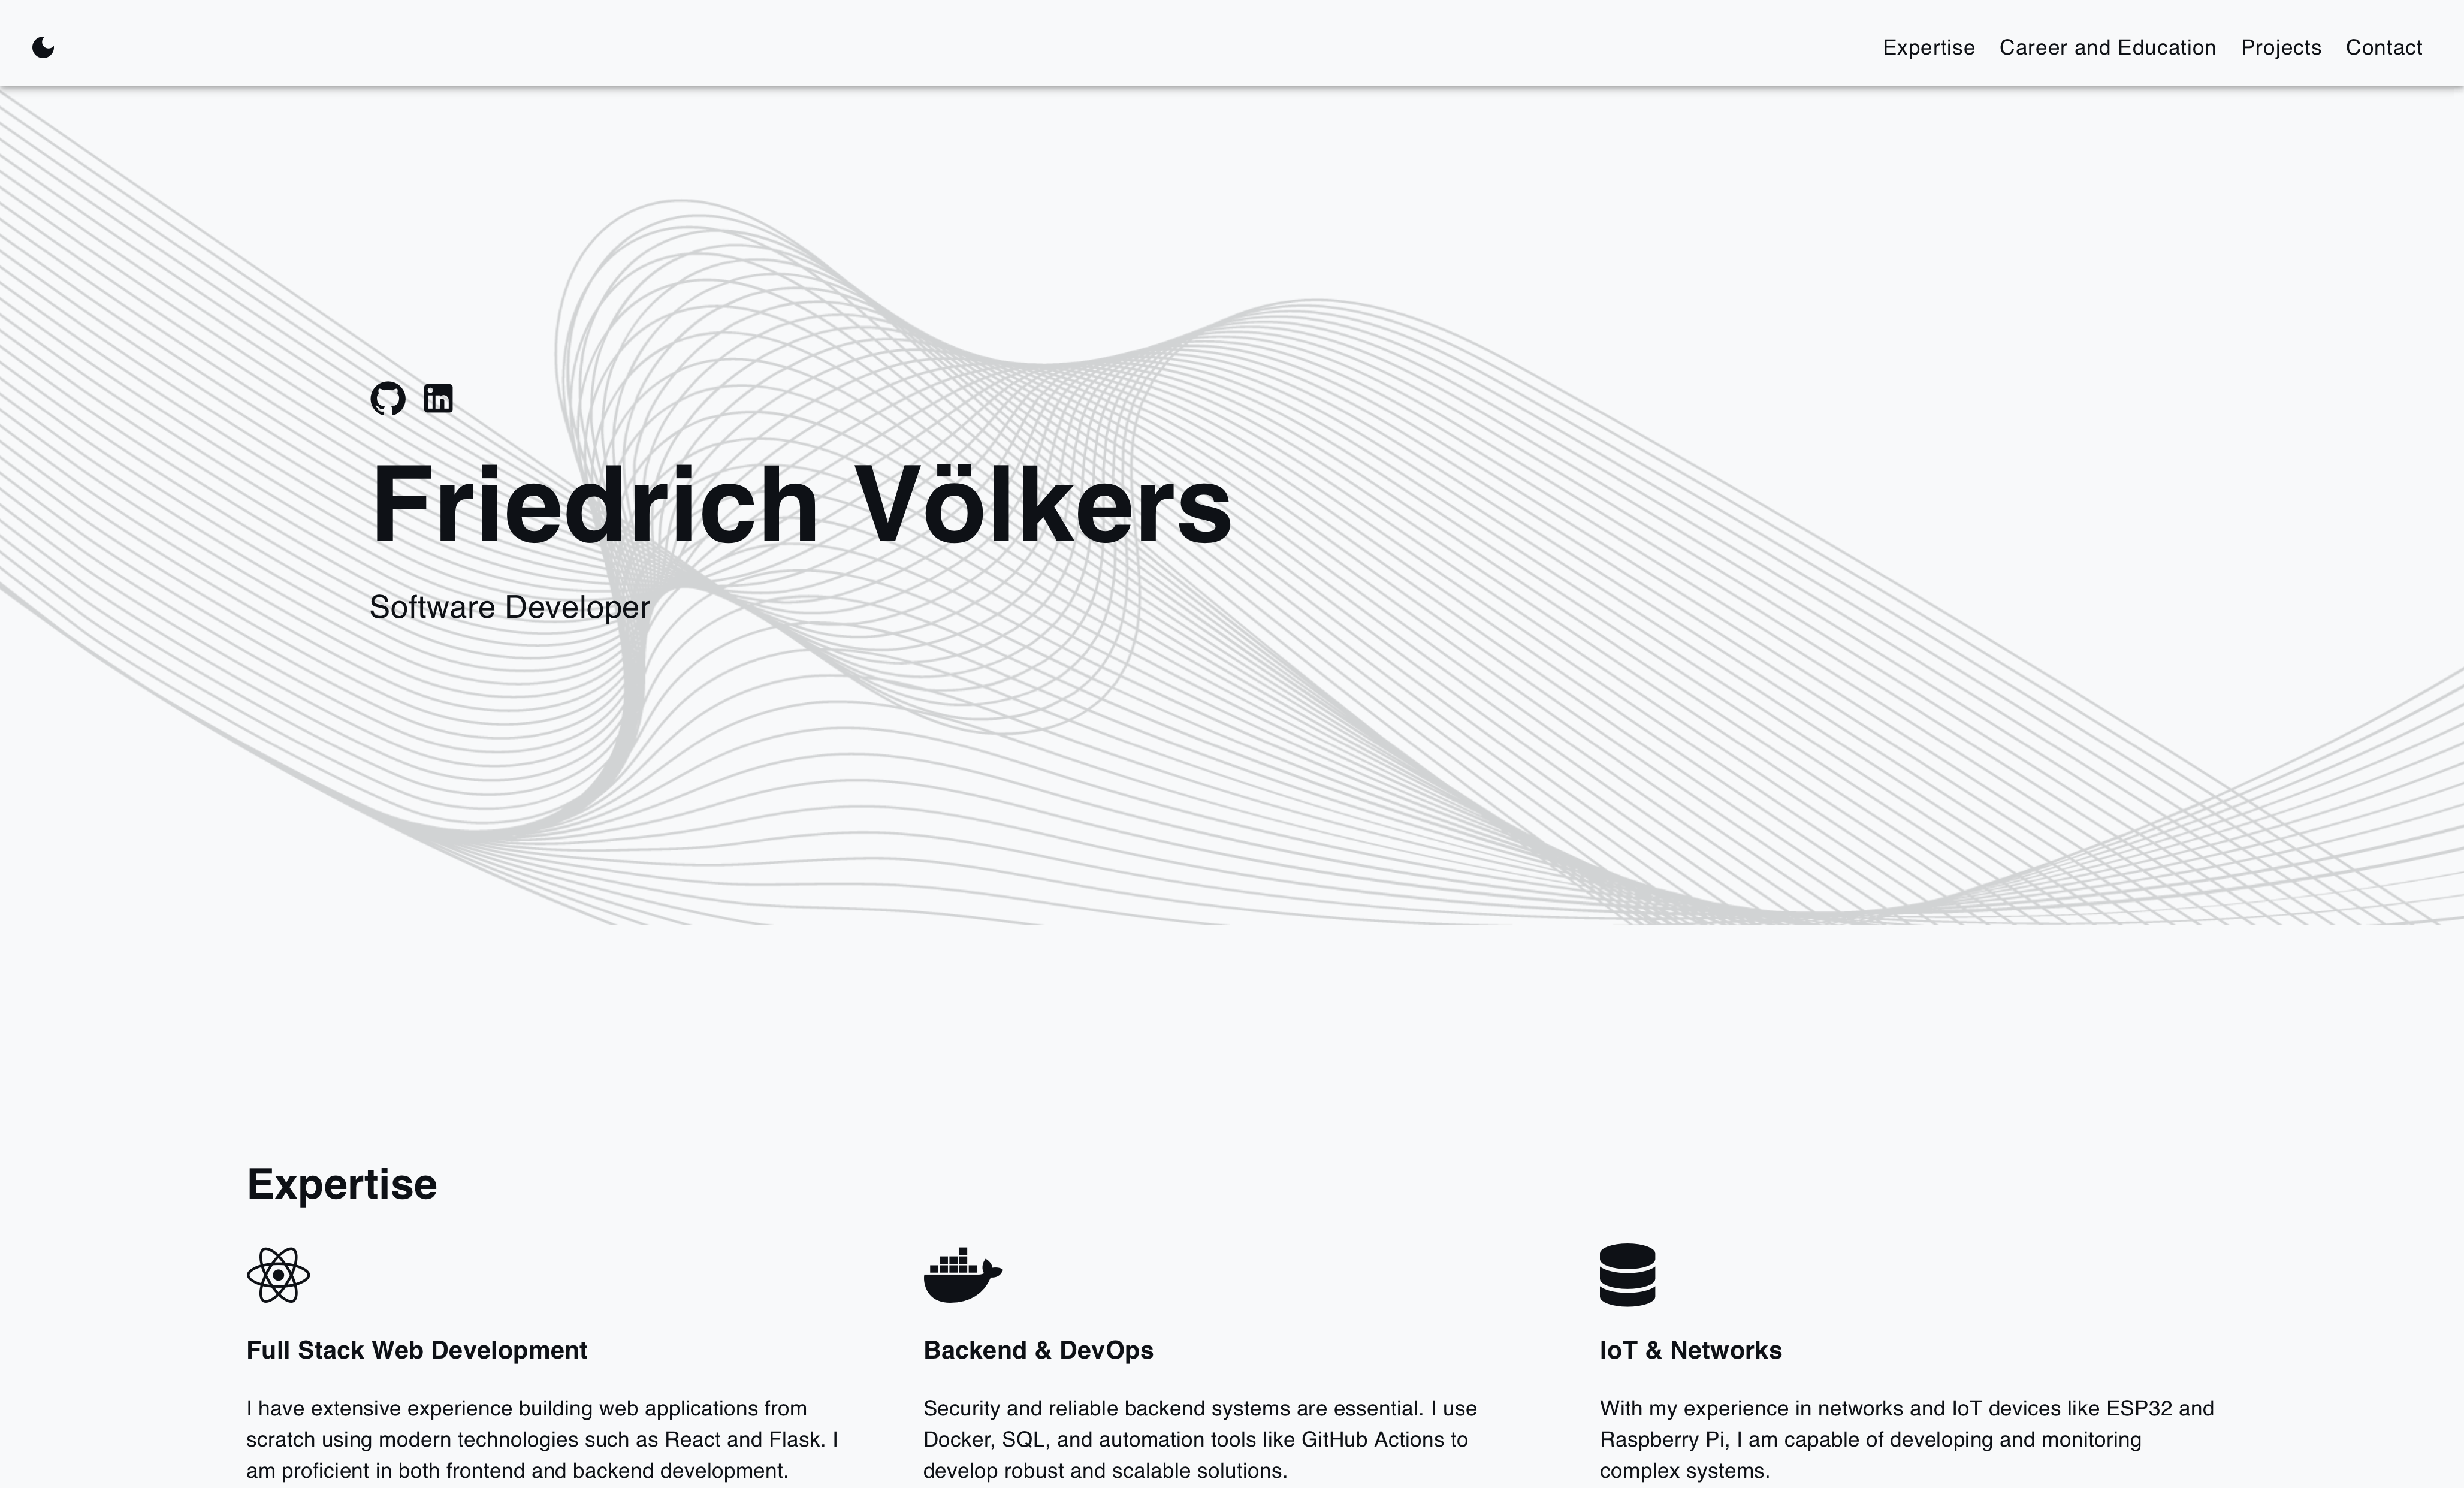 Expertise Career and Education Projects Contact
Friedrich Völkers
Software Developer
Expertise
Full Stack Web Development
I have extensive experience building web applications from
scratch using modern technologies such as React and Flask. I
am proficient in both frontend and backend development.
Backend & DevOps
Security and reliable backend systems are essential. I use
Docker, SQL, and automation tools like GitHub Actions to
develop robust and scalable solutions.
IoT & Networks
With my experience in networks and IoT devices like ESP32 and
Raspberry Pi, I am capable of developing and monitoring
complex systems.